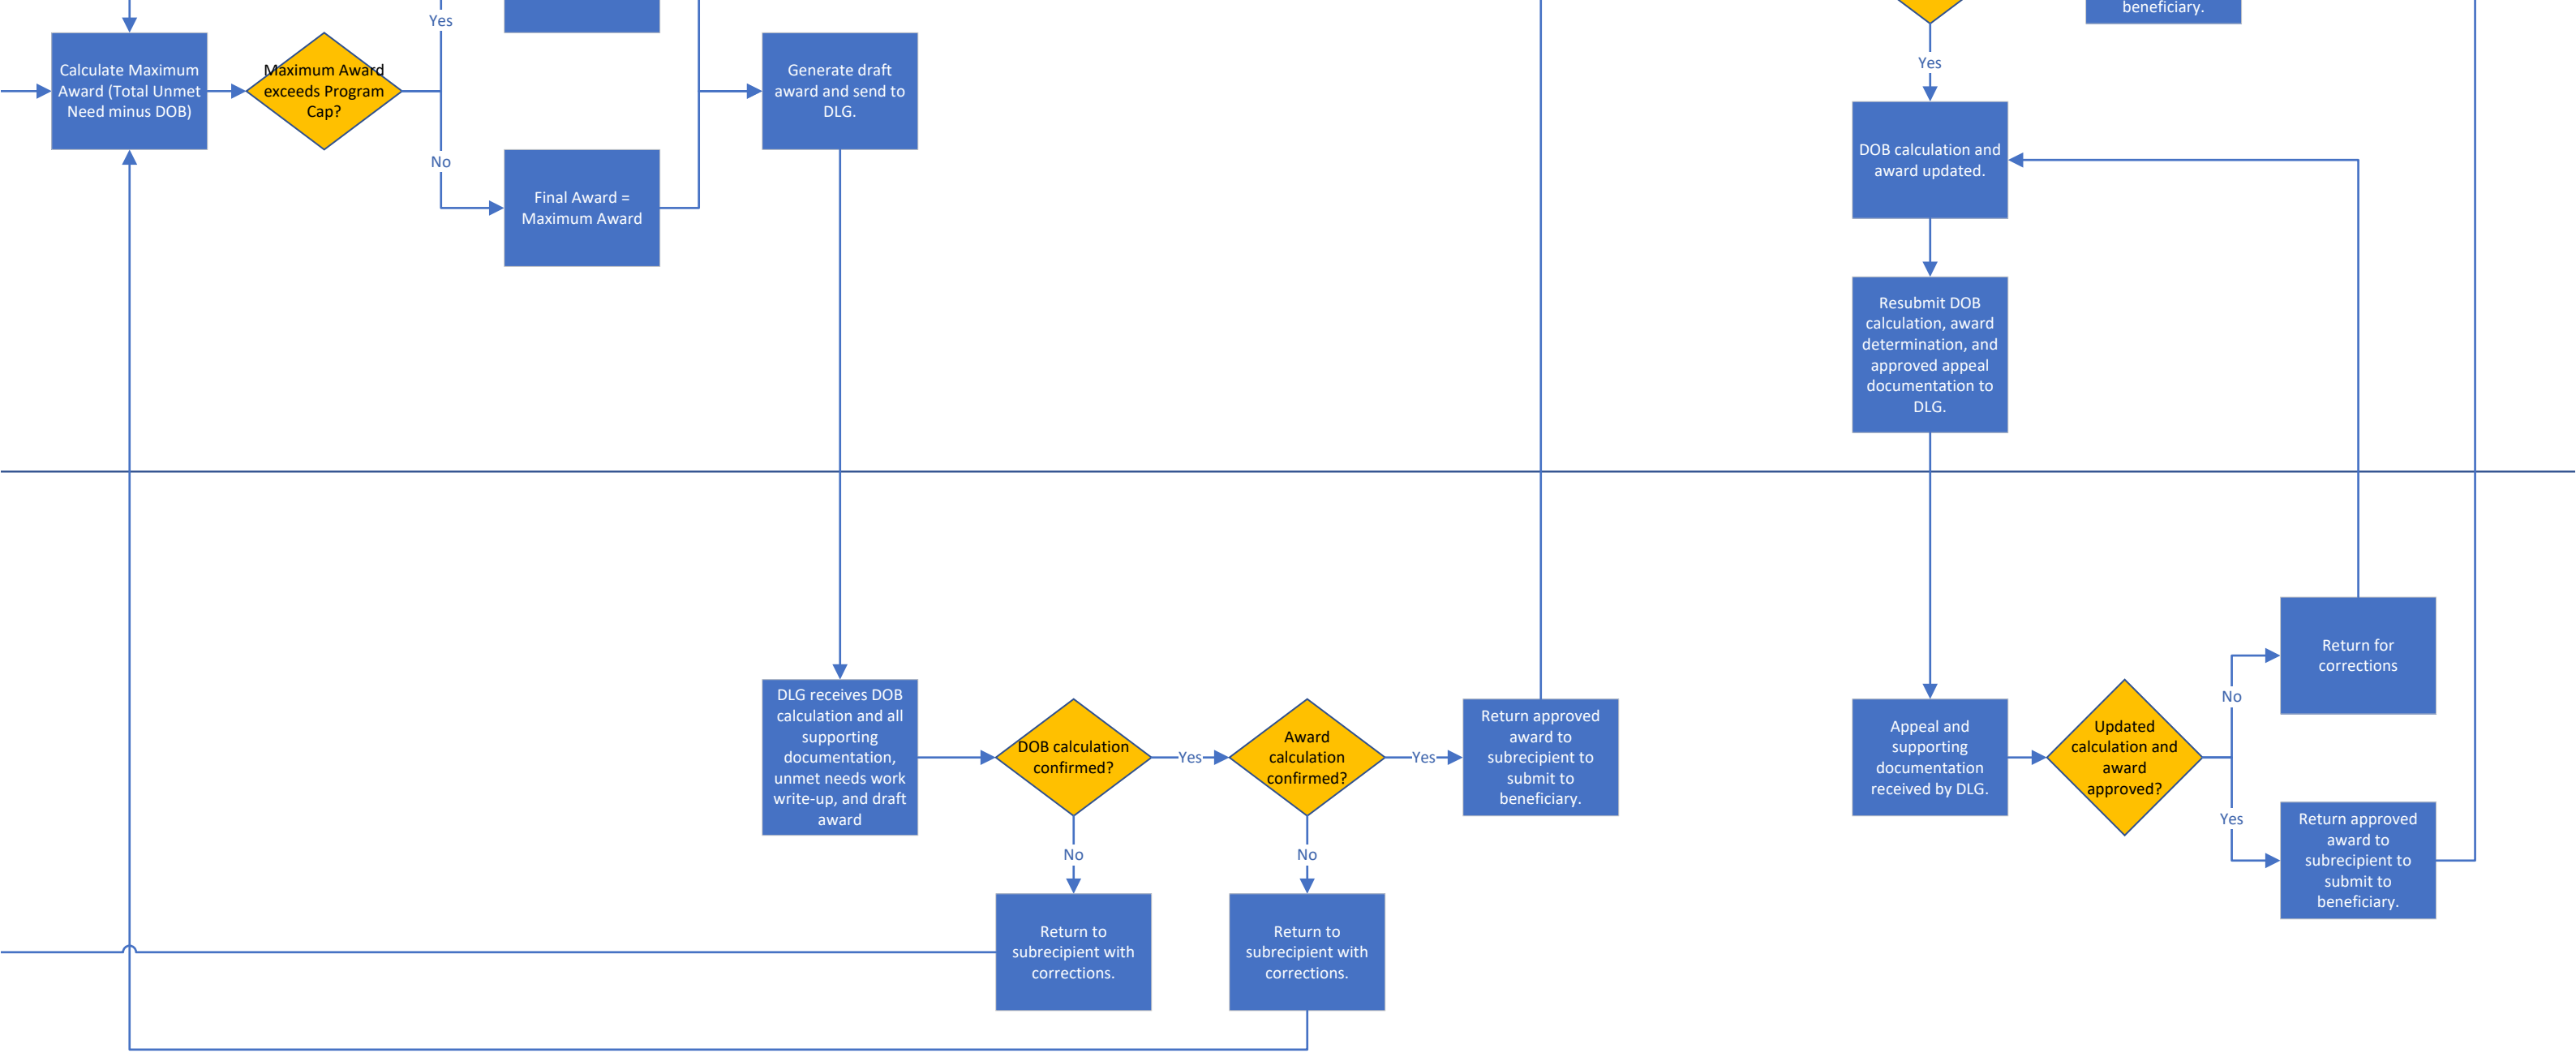 Yes
beneficiary.
Calculate Maximum
Award (Total Unmet
Need minus DOB)
Maximum Award
exceeds Program
Cap?
Generate draft
award and send to
DLG.
Yes
No
Final Award =
Maximum Award
DOB calculation and
award updated.
Resubmit DOB
calculation, award
determination, and
approved appeal
documentation to
DLG.
DLG receives DOB
calculation and all
supporting
documentation,
unmet needs work
write-up, and draft
award
DOB calculation
confirmed?
Yes
Award
calculation
confirmed?
Yes
Return approved
award to
subrecipient to
submit to
beneficiary.
No
Return to
subrecipient with
corrections.
No
Return to
subrecipient with
corrections.
Appeal and
supporting
documentation
received by DLG.
Updated
calculation and
award
approved?
No
Return for
corrections
Yes
Return approved
award to
subrecipient to
submit to
beneficiary.